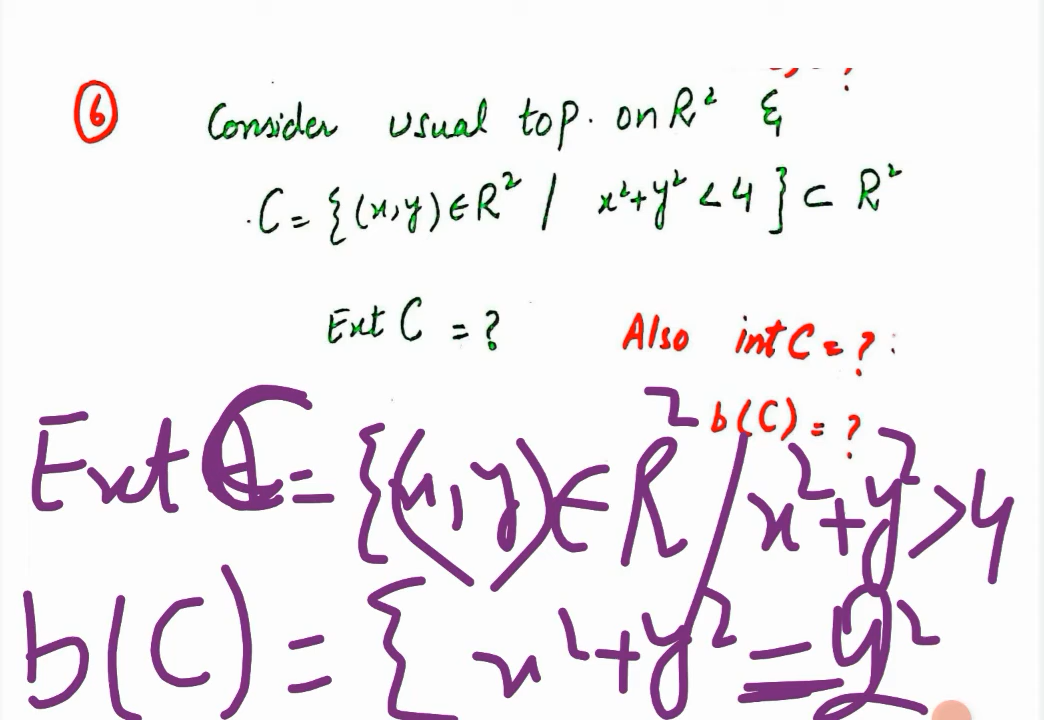 6 Consider usual top. on R² &
C = {(x,y) ∈ R² / x²+y² < 4} ⊂ R²
Ext C = ? Also int C = ?
b(C) = ?
Ext C = {(x,y) ∈ R² / x²+y² > 4
b(C) = { x²+y² =